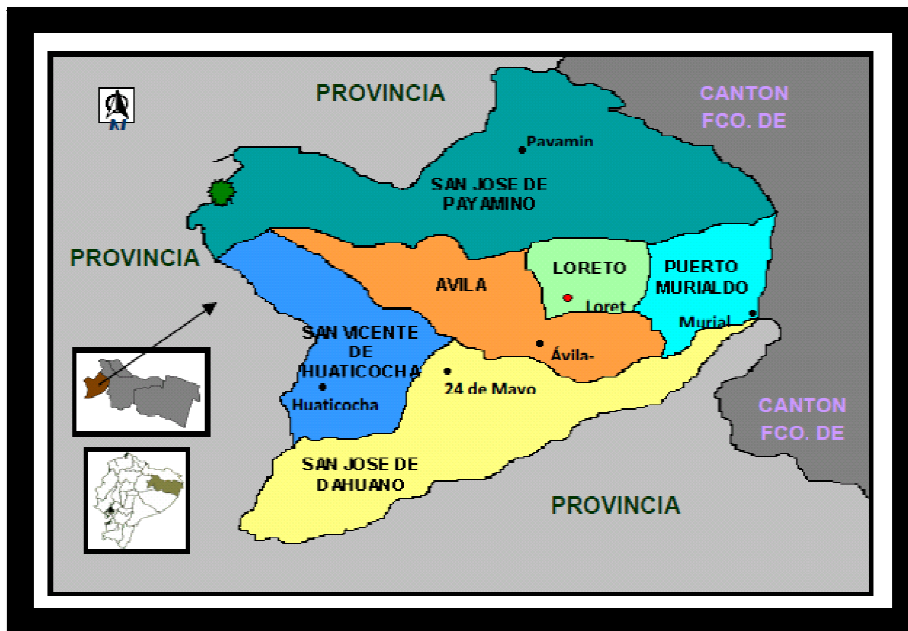 PROVINCIA
CANTON
FCO. DE
N
Payamin
SAN JOSE DE
PAYAMINO
PROVINCIA
LORETO
PUERTO
MURIALDO
AVILA
Loret
Murial
SAN VICENTE
DE
HUATICOCHA
Ávila-
24 de Mayo
Huaticocha
CANTON
FCO. DE
SAN JOSE DE
DAHUANO
PROVINCIA